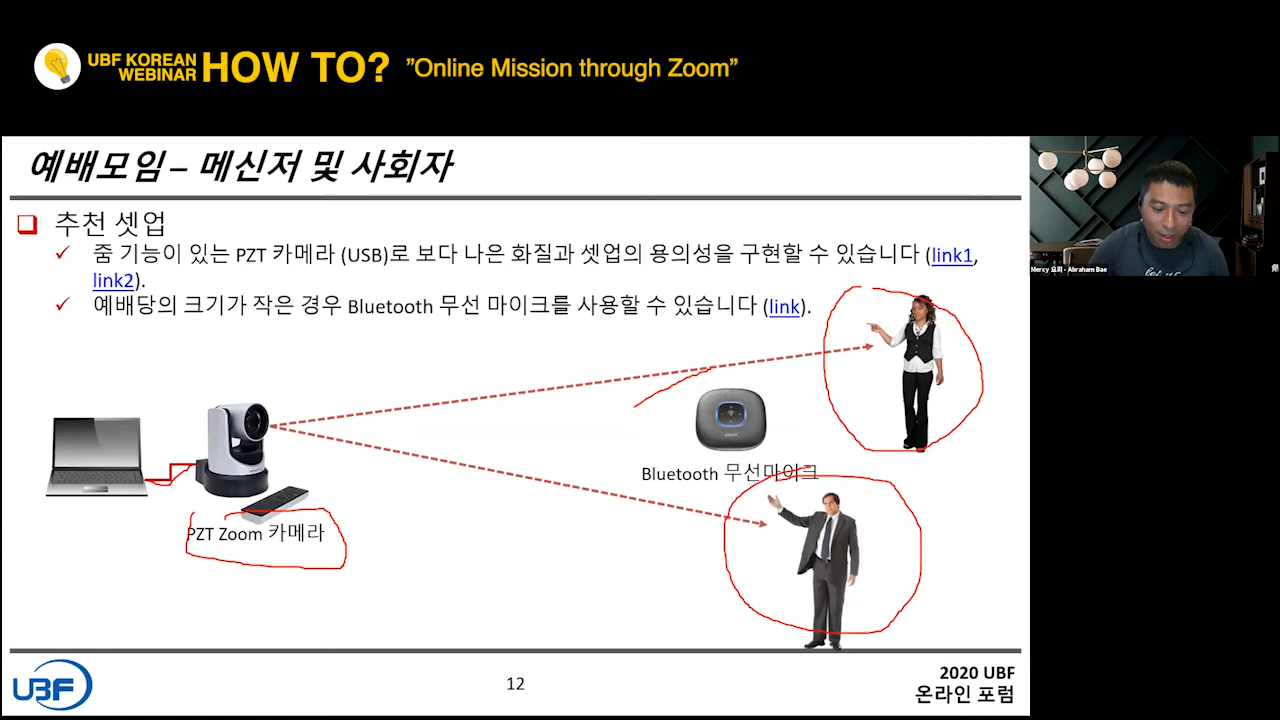 UBF KOREAN
WEBINAR
HOW TO?
”Online Mission through Zoom”
예배모임 – 메신저 및 사회자
추천 셋업
줌 기능이 있는 PZT 카메라 (USB)로 보다 나은 화질과 셋업의 용의성을 구현할 수 있습니다 (link1,
link2).
예배당의 크기가 작은 경우 Bluetooth 무선 마이크를 사용할 수 있습니다 (link).
Bluetooth 무선마이크
PZT Zoom 카메라
Mercy 요피 - Abraham Bae
UBF
12
2020 UBF
온라인 포럼